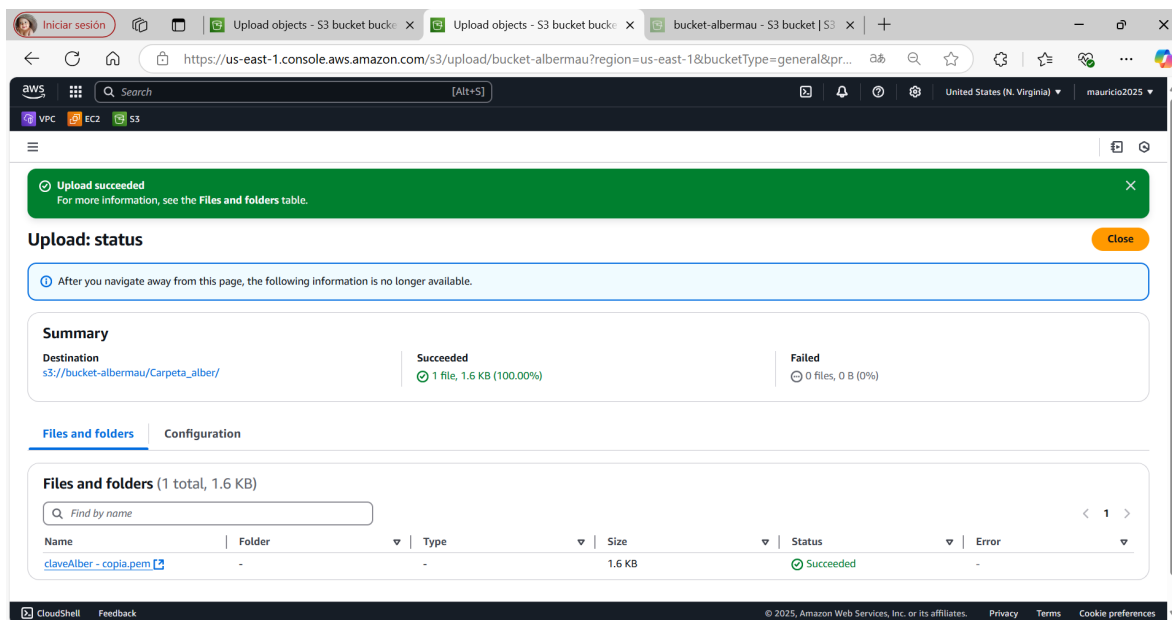 Iniciar sesión
Upload objects - S3 bucket bucke
Upload objects - S3 bucket bucke
bucket-albermau - S3 bucket | S3
https://us-east-1.console.aws.amazon.com/s3/upload/bucket-albermau?region=us-east-1&bucketType=general&pr...
aws
Search
[Alt+S]
United States (N. Virginia)
mauricio2025
VPC
EC2
S3
Upload succeeded
For more information, see the Files and folders table.
Upload: status
Close
After you navigate away from this page, the following information is no longer available.
Summary
Destination
s3://bucket-albermau/Carpeta_alber/
Succeeded
1 file, 1.6 KB (100.00%)
Failed
0 files, 0 B (0%)
Files and folders
Configuration
Files and folders (1 total, 1.6 KB)
Find by name
1
Name
Folder
Type
Size
Status
Error
claveAlber - copia.pem
-
-
1.6 KB
Succeeded
-
CloudShell
Feedback
© 2025, Amazon Web Services, Inc. or its affiliates.
Privacy
Terms
Cookie preferences